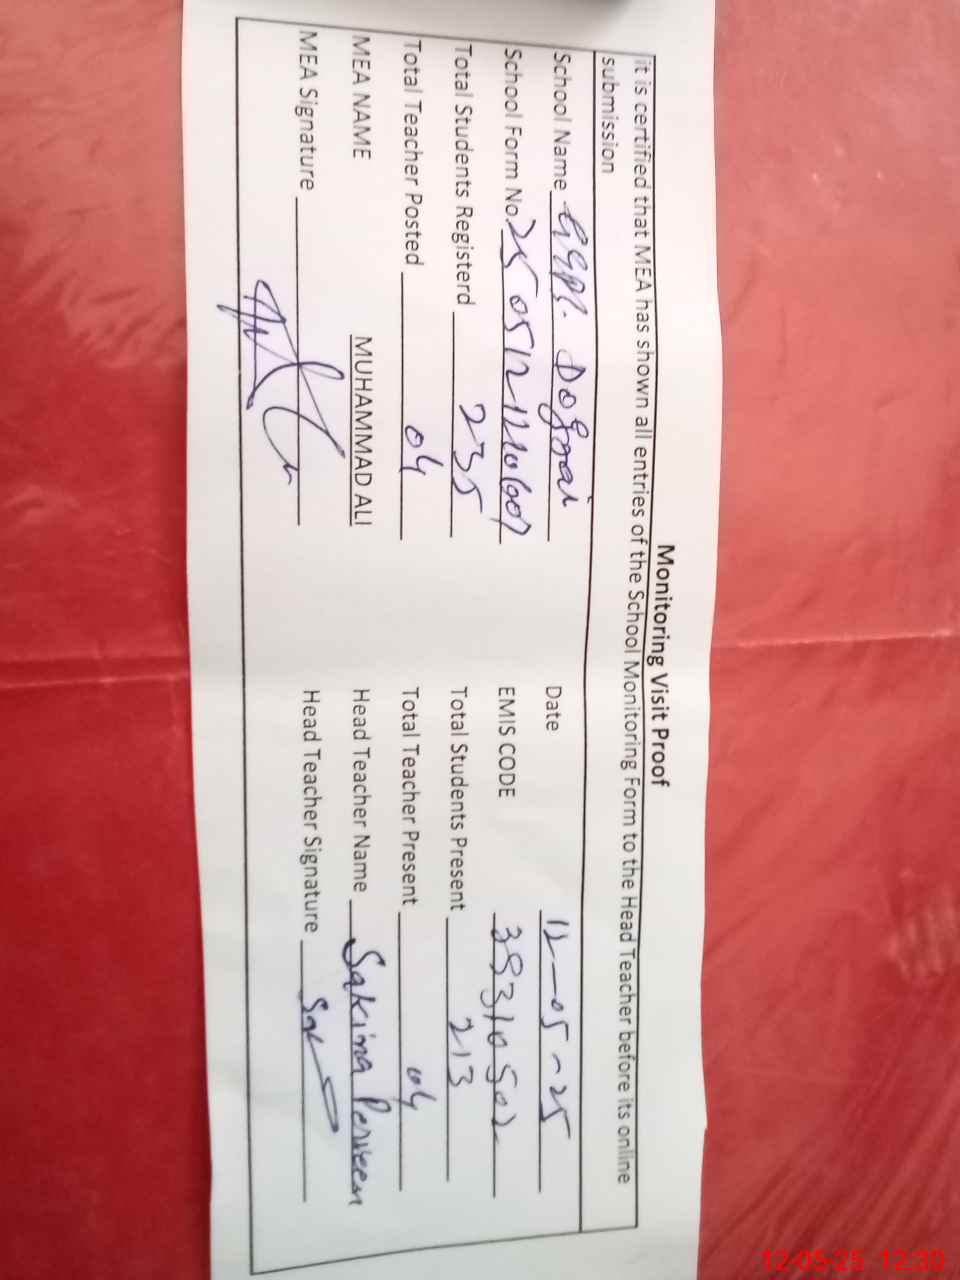 Monitoring Visit Proof
it is certified that MEA has shown all entries of the School Monitoring Form to the Head Teacher before its online
submission
School Name GGPS. Dograi Date 12-05-25
School Form No. EMIS CODE
Total Students Registerd 235 Total Students Present 213
Total Teacher Posted 04 Total Teacher Present 04
MEA NAME MUHAMMAD ALI Head Teacher Name Sakina Perveen
MEA Signature Head Teacher Signature
12-05-25 12:30